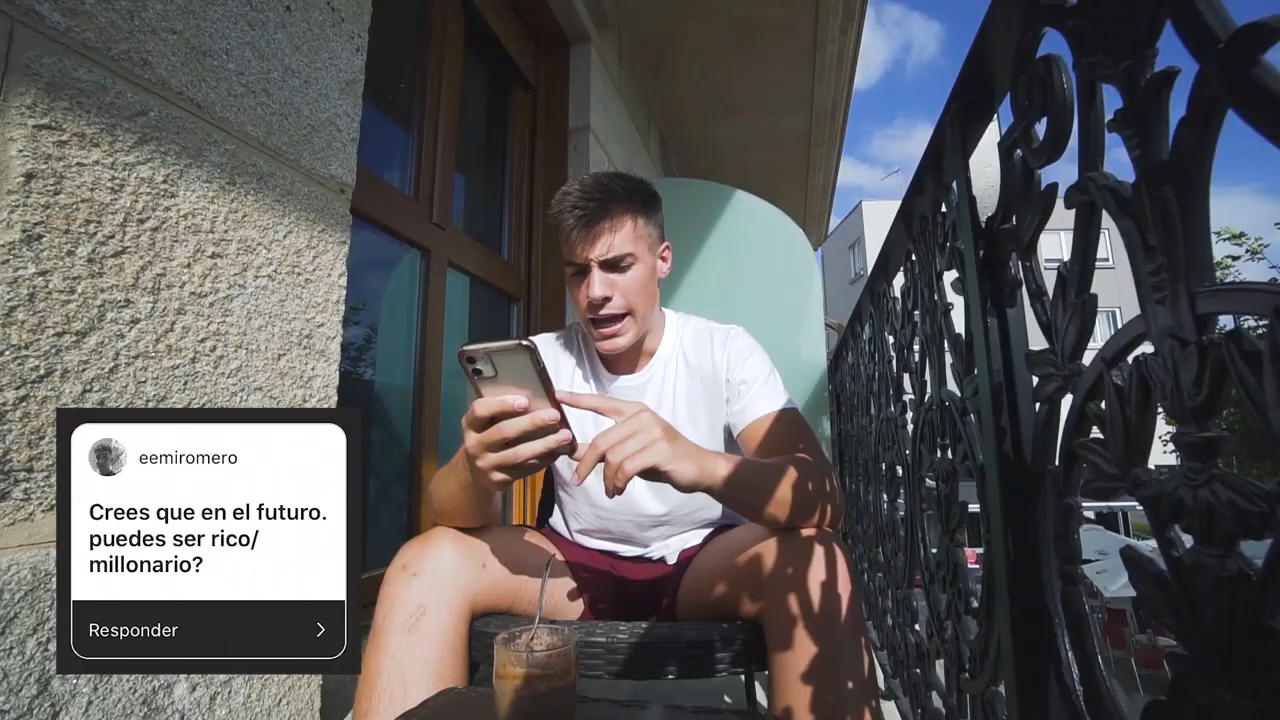 eemiromero
Crees que en el futuro.
puedes ser rico/
millonario?
Responder